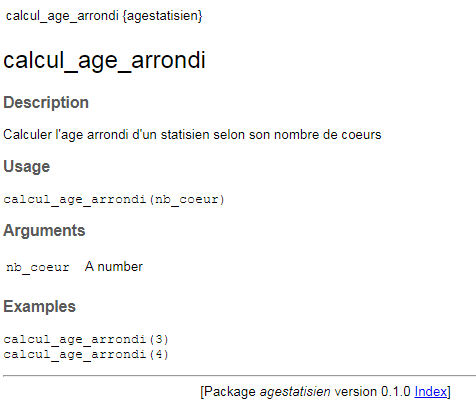 calcul_age_arrondi {agestatisien}
calcul_age_arrondi
Description
Calculer l'age arrondi d'un statisien selon son nombre de coeurs
Usage
calcul_age_arrondi(nb_coeur)
Arguments
nb_coeur A number
Examples
calcul_age_arrondi(3)
calcul_age_arrondi(4)
[Package agestatisien version 0.1.0 Index]